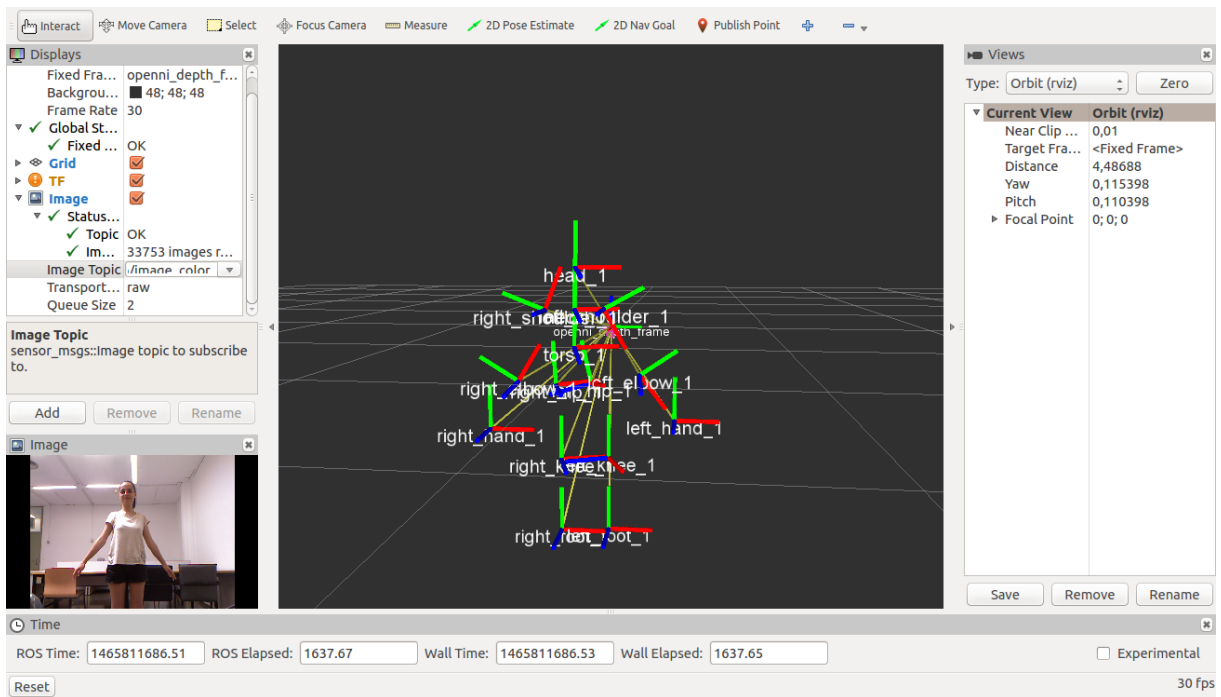 Interact Move Camera Select Focus Camera Measure 2D Pose Estimate 2D Nav Goal Publish Point
Displays
Fixed Fra... openni_depth_f...
Backgrou... 48; 48; 48
Frame Rate 30
Global St...
Fixed ... OK
Grid
TF
Image
Status...
Topic OK
Im... 33753 images r...
Image Topic /image_color
Transport... raw
Queue Size 2
Image Topic
sensor_msgs::Image topic to subscribe
to.
Add Remove Rename
Image
head_1
openni_depth_frame
torso_1
left_elbow_1
right_hand_1
left_hand_1
Views
Type: Orbit (rviz) Zero
Current View Orbit (rviz)
Near Clip ... 0,01
Target Fra... <Fixed Frame>
Distance 4,48688
Yaw 0,115398
Pitch 0,110398
Focal Point 0; 0; 0
Save Remove Rename
Time
ROS Time: 1465811686.51 ROS Elapsed: 1637.67 Wall Time: 1465811686.53 Wall Elapsed: 1637.65 Experimental
Reset 30 fps